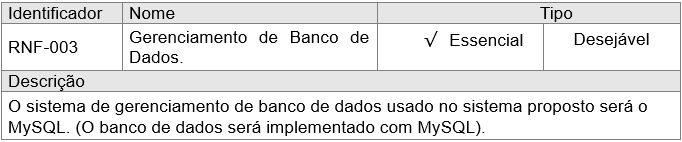 Identificador Nome Tipo
RNF-003 Gerenciamento de Banco de Dados. √ Essencial Desejável
Descrição
O sistema de gerenciamento de banco de dados usado no sistema proposto será o
MySQL. (O banco de dados será implementado com MySQL).